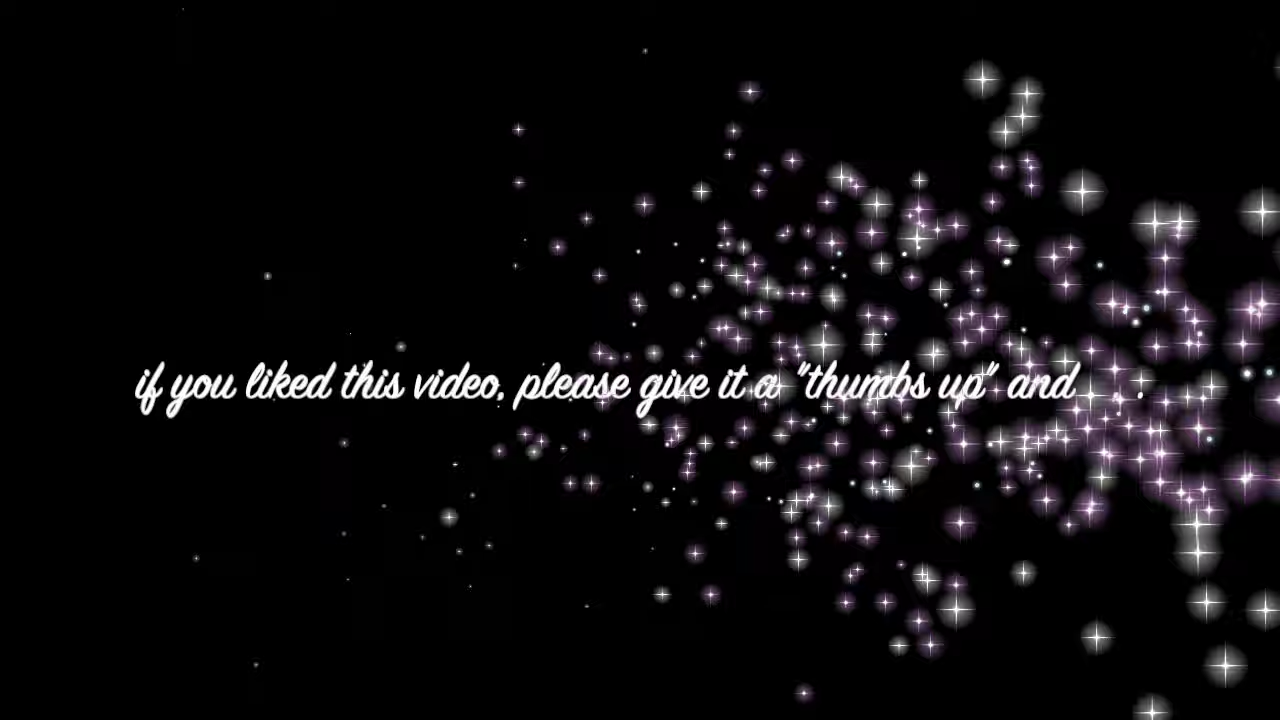 if you liked this video, please give it a "thumbs up" and . . .